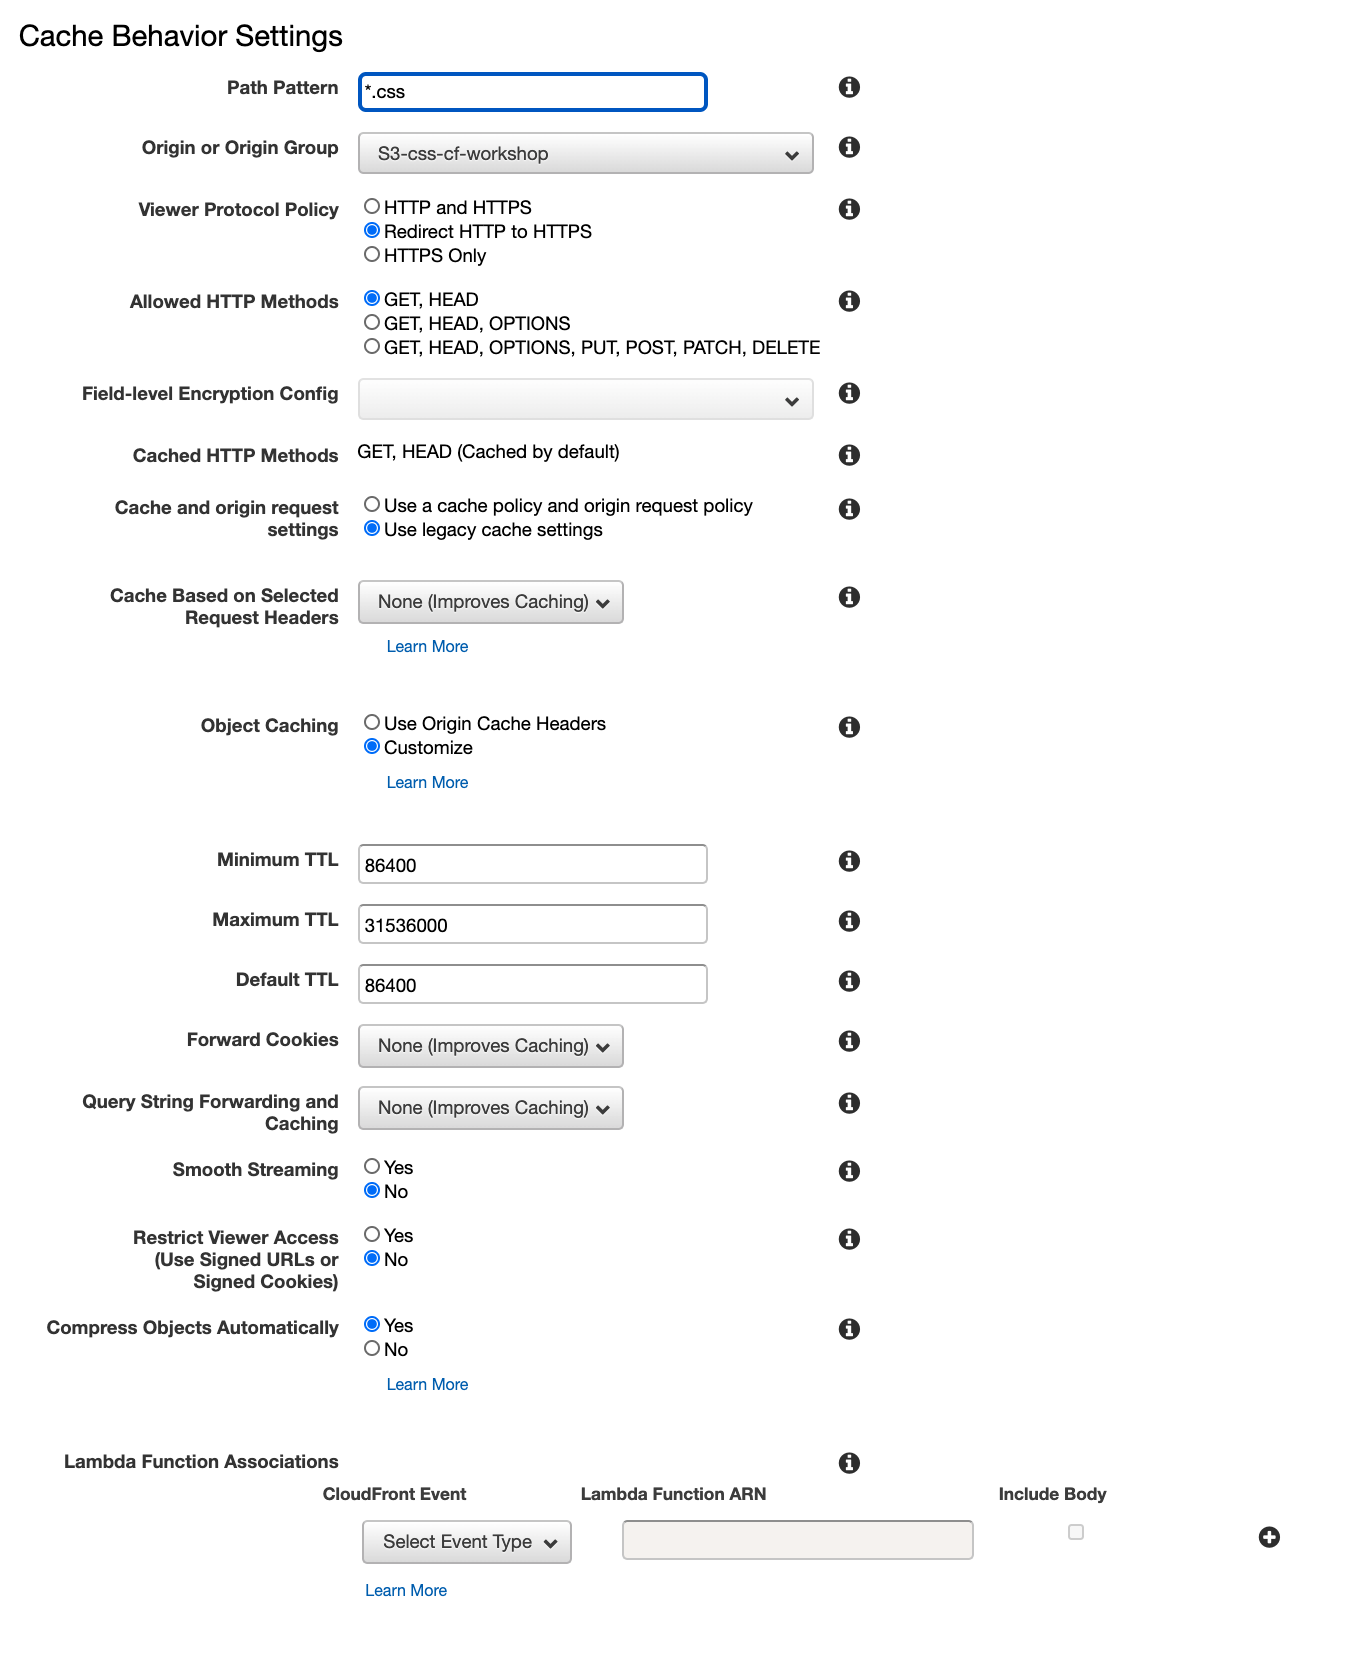 Cache Behavior Settings
Path Pattern
*.css
Origin or Origin Group
S3-css-cf-workshop
Viewer Protocol Policy
HTTP and HTTPS
Redirect HTTP to HTTPS
HTTPS Only
Allowed HTTP Methods
GET, HEAD
GET, HEAD, OPTIONS
GET, HEAD, OPTIONS, PUT, POST, PATCH, DELETE
Field-level Encryption Config
Cached HTTP Methods
GET, HEAD (Cached by default)
Cache and origin request
settings
Use a cache policy and origin request policy
Use legacy cache settings
Cache Based on Selected
Request Headers
None (Improves Caching)
Learn More
Object Caching
Use Origin Cache Headers
Customize
Learn More
Minimum TTL
86400
Maximum TTL
31536000
Default TTL
86400
Forward Cookies
None (Improves Caching)
Query String Forwarding and
Caching
None (Improves Caching)
Smooth Streaming
Yes
No
Restrict Viewer Access
(Use Signed URLs or
Signed Cookies)
Yes
No
Compress Objects Automatically
Yes
No
Learn More
Lambda Function Associations
CloudFront Event
Lambda Function ARN
Include Body
Select Event Type
Learn More